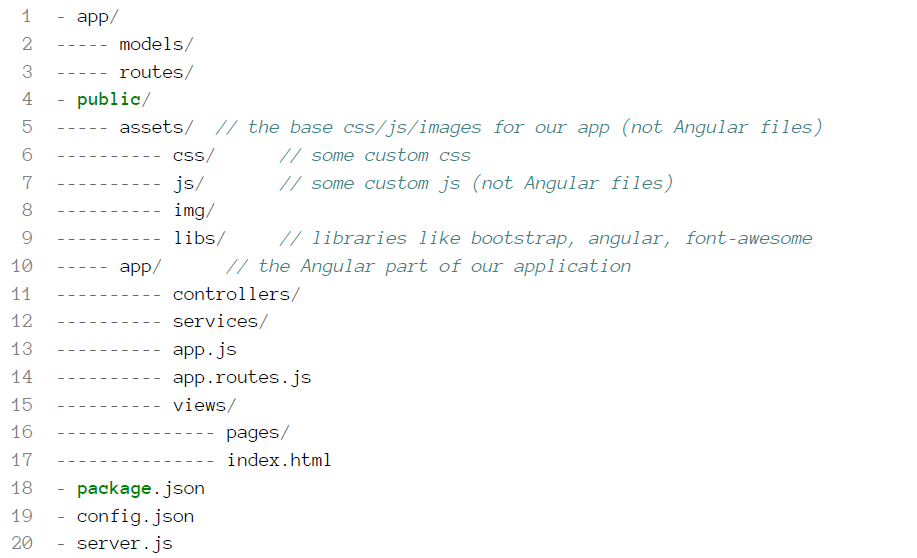 1 - app/
2 ----- models/
3 ----- routes/
4 - public/
5 ----- assets/ // the base css/js/images for our app (not Angular files)
6 ---------- css/ // some custom css
7 ---------- js/ // some custom js (not Angular files)
8 ---------- img/
9 ---------- libs/ // libraries like bootstrap, angular, font-awesome
10 ----- app/ // the Angular part of our application
11 ---------- controllers/
12 ---------- services/
13 ---------- app.js
14 ---------- app.routes.js
15 ---------- views/
16 --------------- pages/
17 --------------- index.html
18 - package.json
19 - config.json
20 - server.js